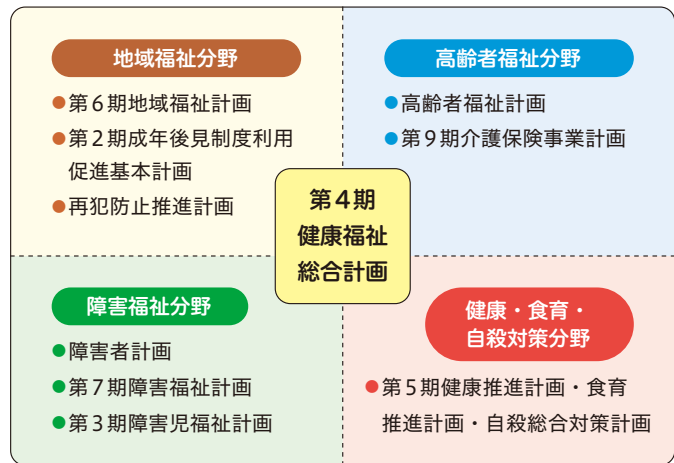 地域福祉分野
●第6期地域福祉計画
●第2期成年後見制度利用
促進基本計画
●再犯防止推進計画
高齢者福祉分野
●高齢者福祉計画
●第9期介護保険事業計画
第4期
健康福祉
総合計画
障害福祉分野
●障害者計画
●第7期障害福祉計画
●第3期障害児福祉計画
健康・食育・
自殺対策分野
●第5期健康推進計画・食育
推進計画・自殺総合対策計画